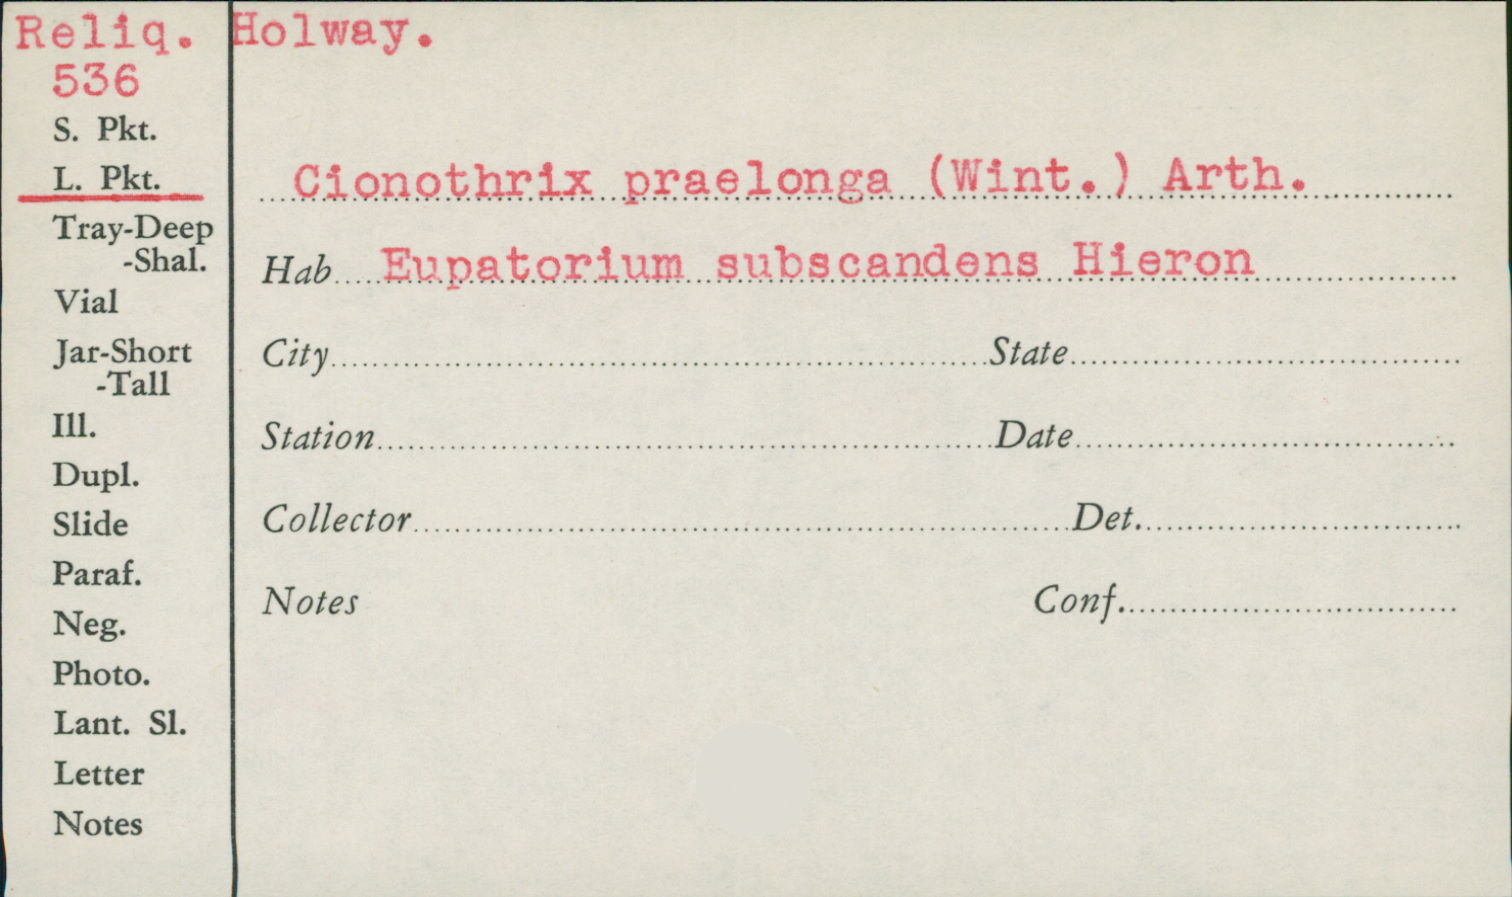 Reliq. Holway.
536
S. Pkt.
L. Pkt.
Cionothrix praelonga (Wint.) Arth.
Tray-Deep
-Shal.
Hab Eupatorium subscandens Hieron
Vial
Jar-Short
-Tall
City State
Ill.
Station Date
Dupl.
Slide
Collector Det.
Paraf.
Notes Conf.
Neg.
Photo.
Lant. Sl.
Letter
Notes